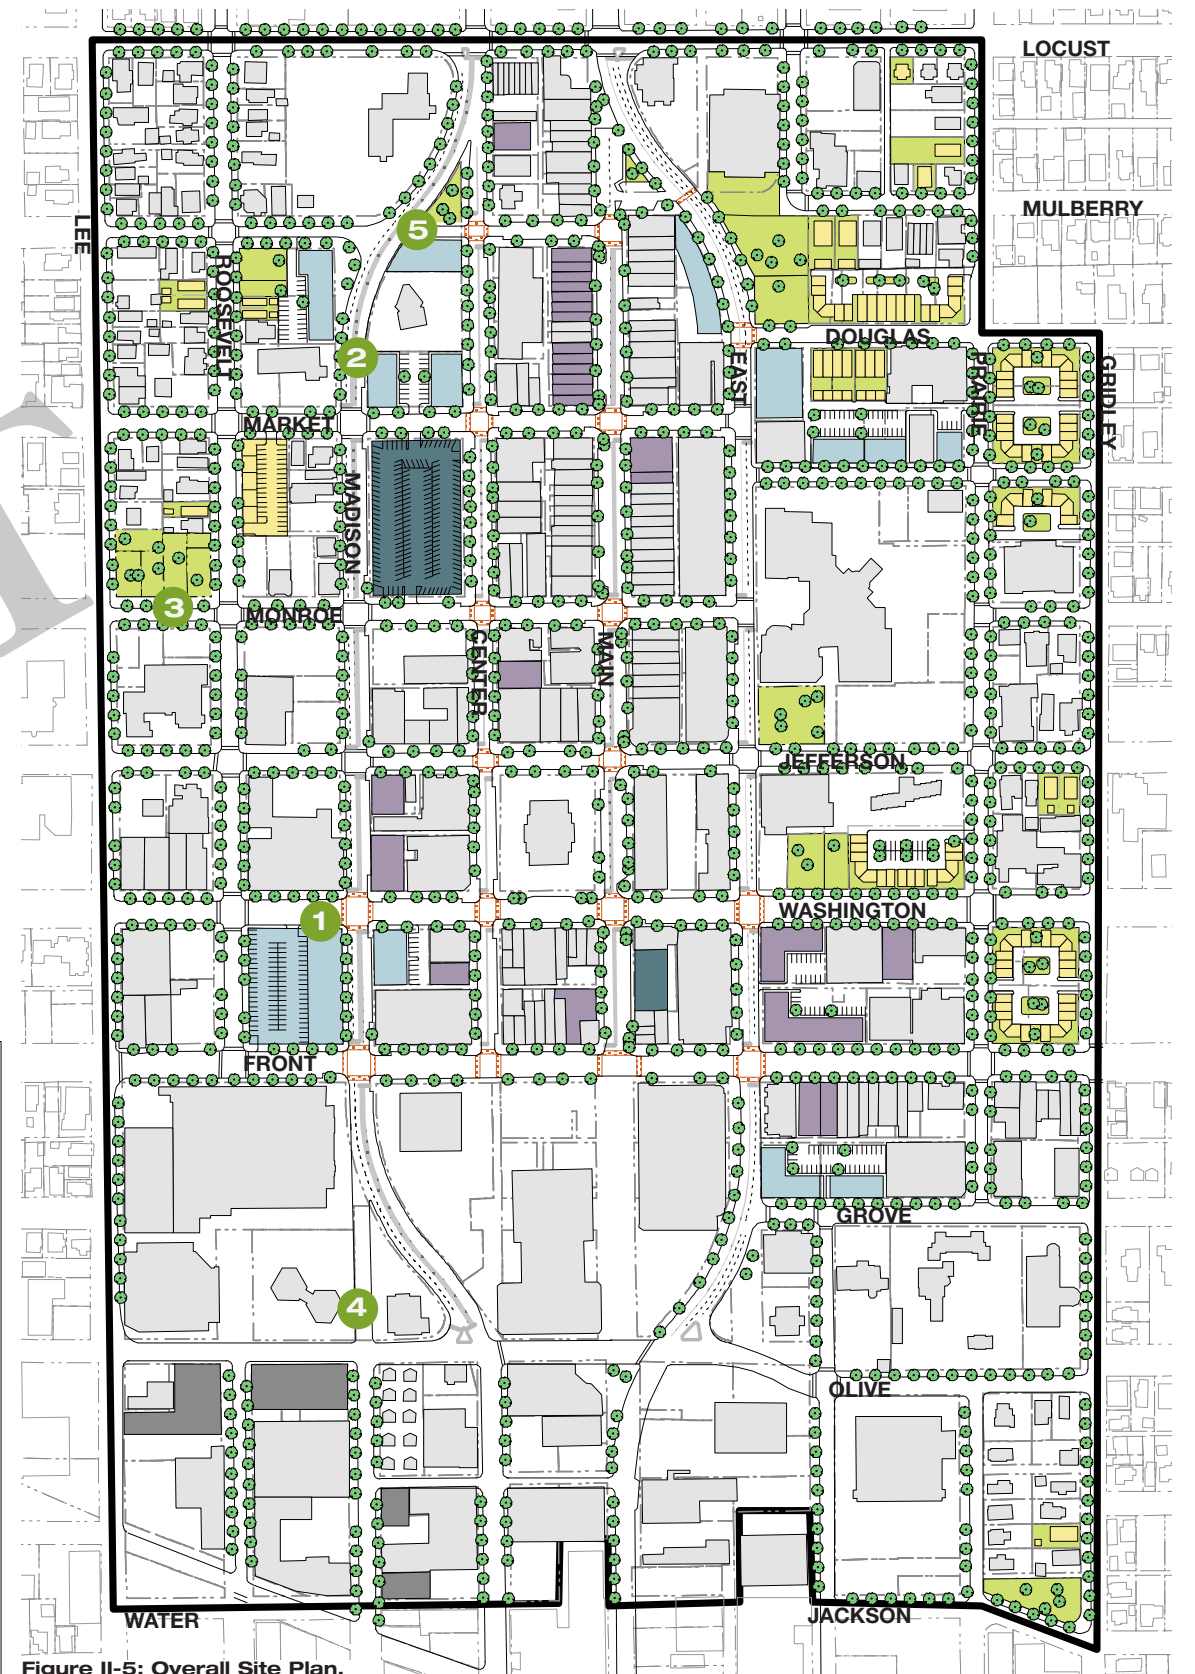 LOCUST
MULBERRY
LEE
5
ROOSEVELT
DOUGLAS
2
EAST
PRAIRIE
GRIDLEY
MARKET
MADISON
3
MONROE
CENTER
MAIN
JEFFERSON
1
WASHINGTON
FRONT
GROVE
4
OLIVE
WATER
JACKSON
Figure II-5: Overall Site Plan.